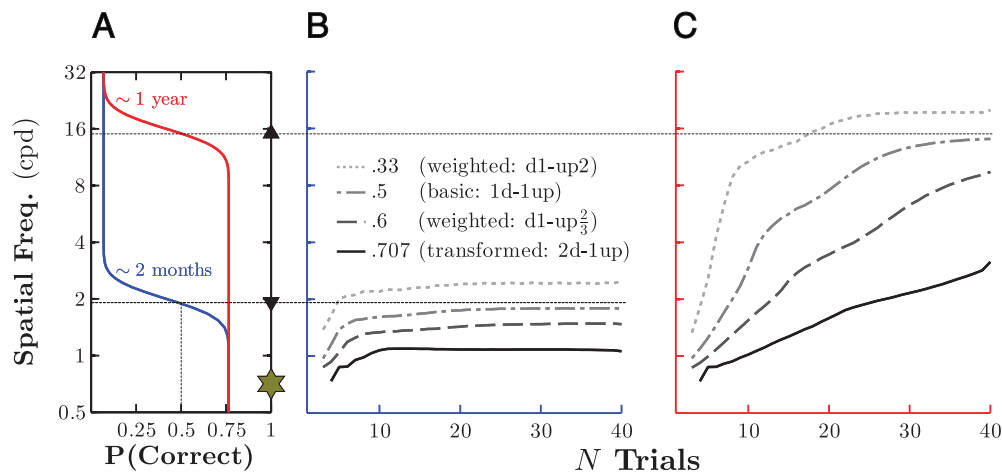 A
B
C
Spatial Freq. (cpd)
32
16
8
4
2
1
0.5
~ 1 year
~ 2 months
0.25 0.5 0.75 1
P(Correct)
.33 (weighted: d1-up2)
.5 (basic: 1d-1up)
.6 (weighted: d1-up2/3)
.707 (transformed: 2d-1up)
10 20 30 40
10 20 30 40
N Trials